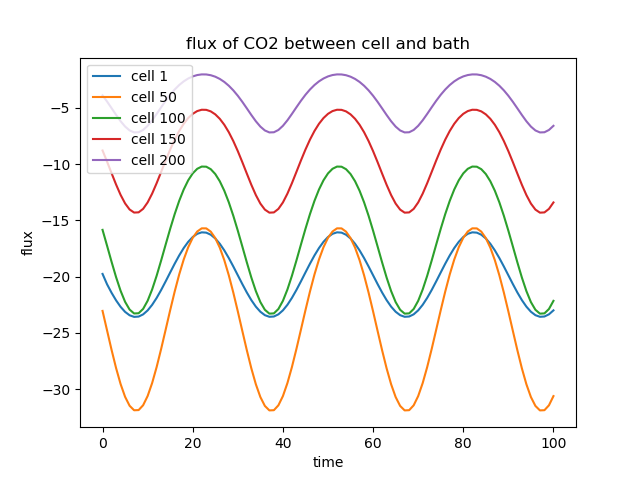 flux of CO2 between cell and bath
cell 1
cell 50
cell 100
cell 150
cell 200
−5
−10
−15
−20
−25
−30
flux
0 20 40 60 80 100
time